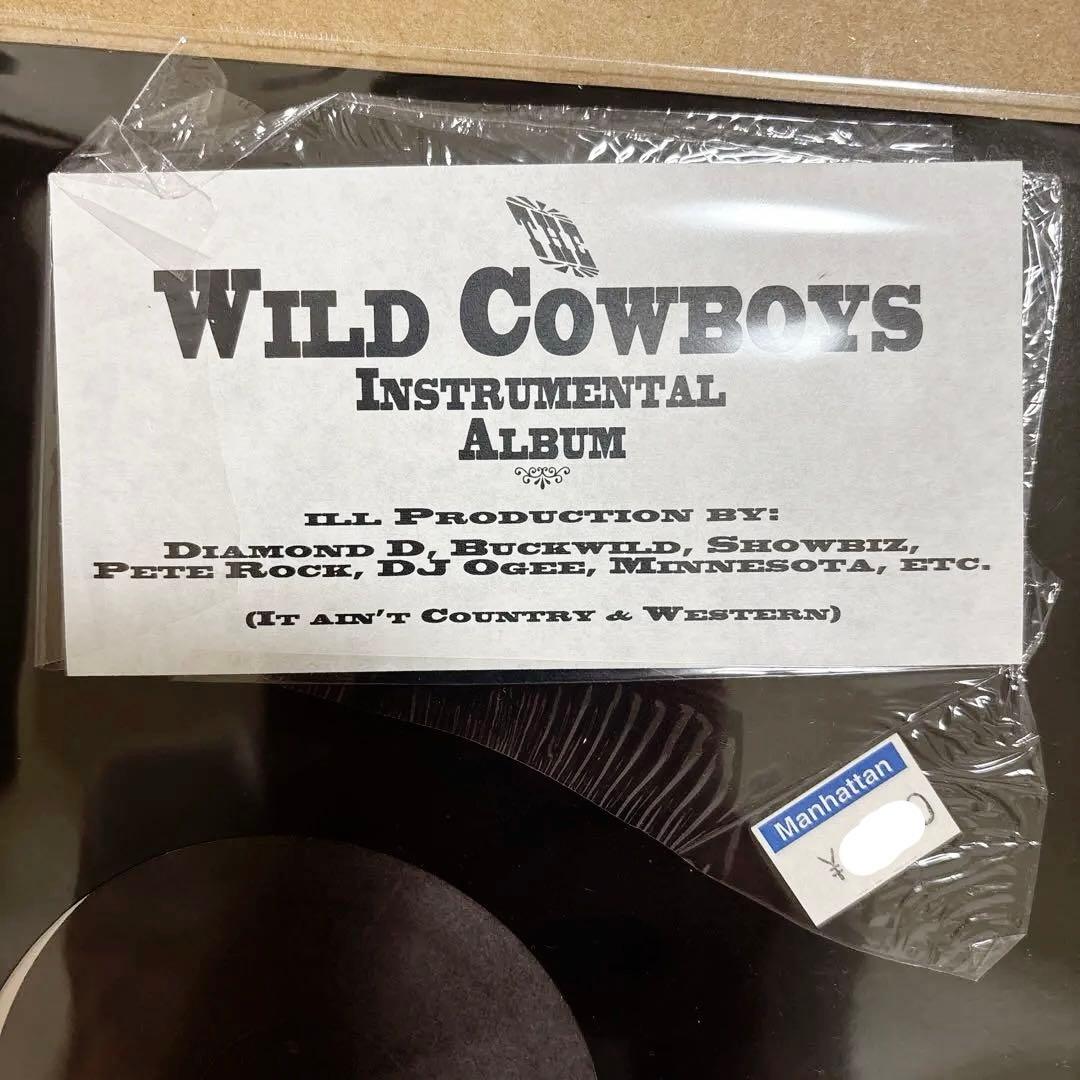 THE
WILD COWBOYS
INSTRUMENTAL
ALBUM
ILL PRODUCTION BY:
DIAMOND D, BUCKWILD, SHOWBIZ,
PETE ROCK, DJ OGEE, MINNESOTA, ETC.
(IT AIN'T COUNTRY & WESTERN)
Manhattan
¥